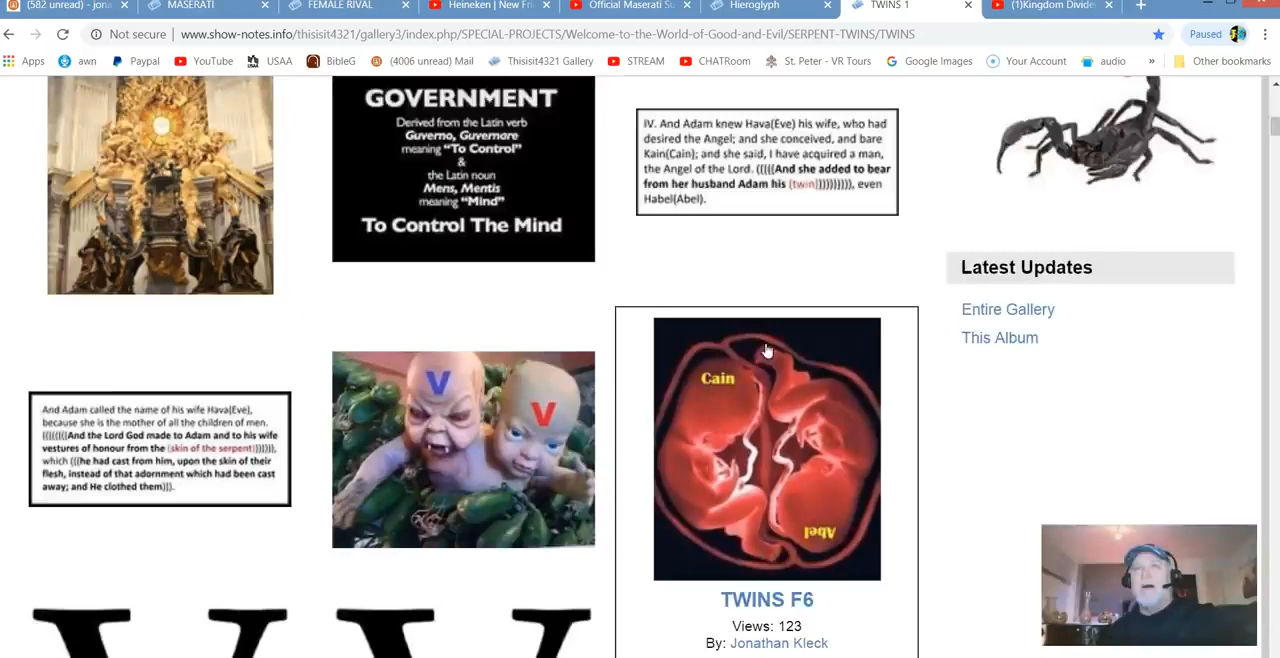 (582 unread) - jona
MASERATI
FEMALE RIVAL
Heineken | New Fri
Official Maserati Su
Hieroglyph
TWINS 1
(1)Kingdom Divide
Not secure | www.show-notes.info/thisisit4321/gallery3/index.php/SPECIAL-PROJECTS/Welcome-to-the-World-of-Good-and-Evil/SERPENT-TWINS/TWINS
Paused
Apps
awn
Paypal
YouTube
USAA
BibleG
(4006 unread) Mail
Thisisit4321 Gallery
STREAM
CHATRoom
St. Peter - VR Tours
Google Images
Your Account
audio
»
Other bookmarks
GOVERNMENT
Derived from the Latin verb
Guverno, Guvernare
meaning “To Control”
&
the Latin noun
Mens, Mentis
meaning “Mind”
To Control The Mind
IV. And Adam knew Hava(Eve) his wife, who had
desired the Angel; and she conceived, and bare
Kain(Cain); and she said, I have acquired a man,
the Angel of the Lord. (((((And she added to bear
from her husband Adam his (twin)))))))))), even
Habel(Abel).
Latest Updates
Entire Gallery
This Album
And Adam called the name of his wife Hava(Eve),
because she is the mother of all the children of men.
(((((((And the Lord God made to Adam and to his wife
vestures of honour from the (skin of the serpent))))))),
which (((he had cast from him, upon the skin of their
flesh, instead of that adornment which had been cast
away; and He clothed them)).
V
V
Cain
Abel
TWINS F6
Views: 123
By: Jonathan Kleck
V V